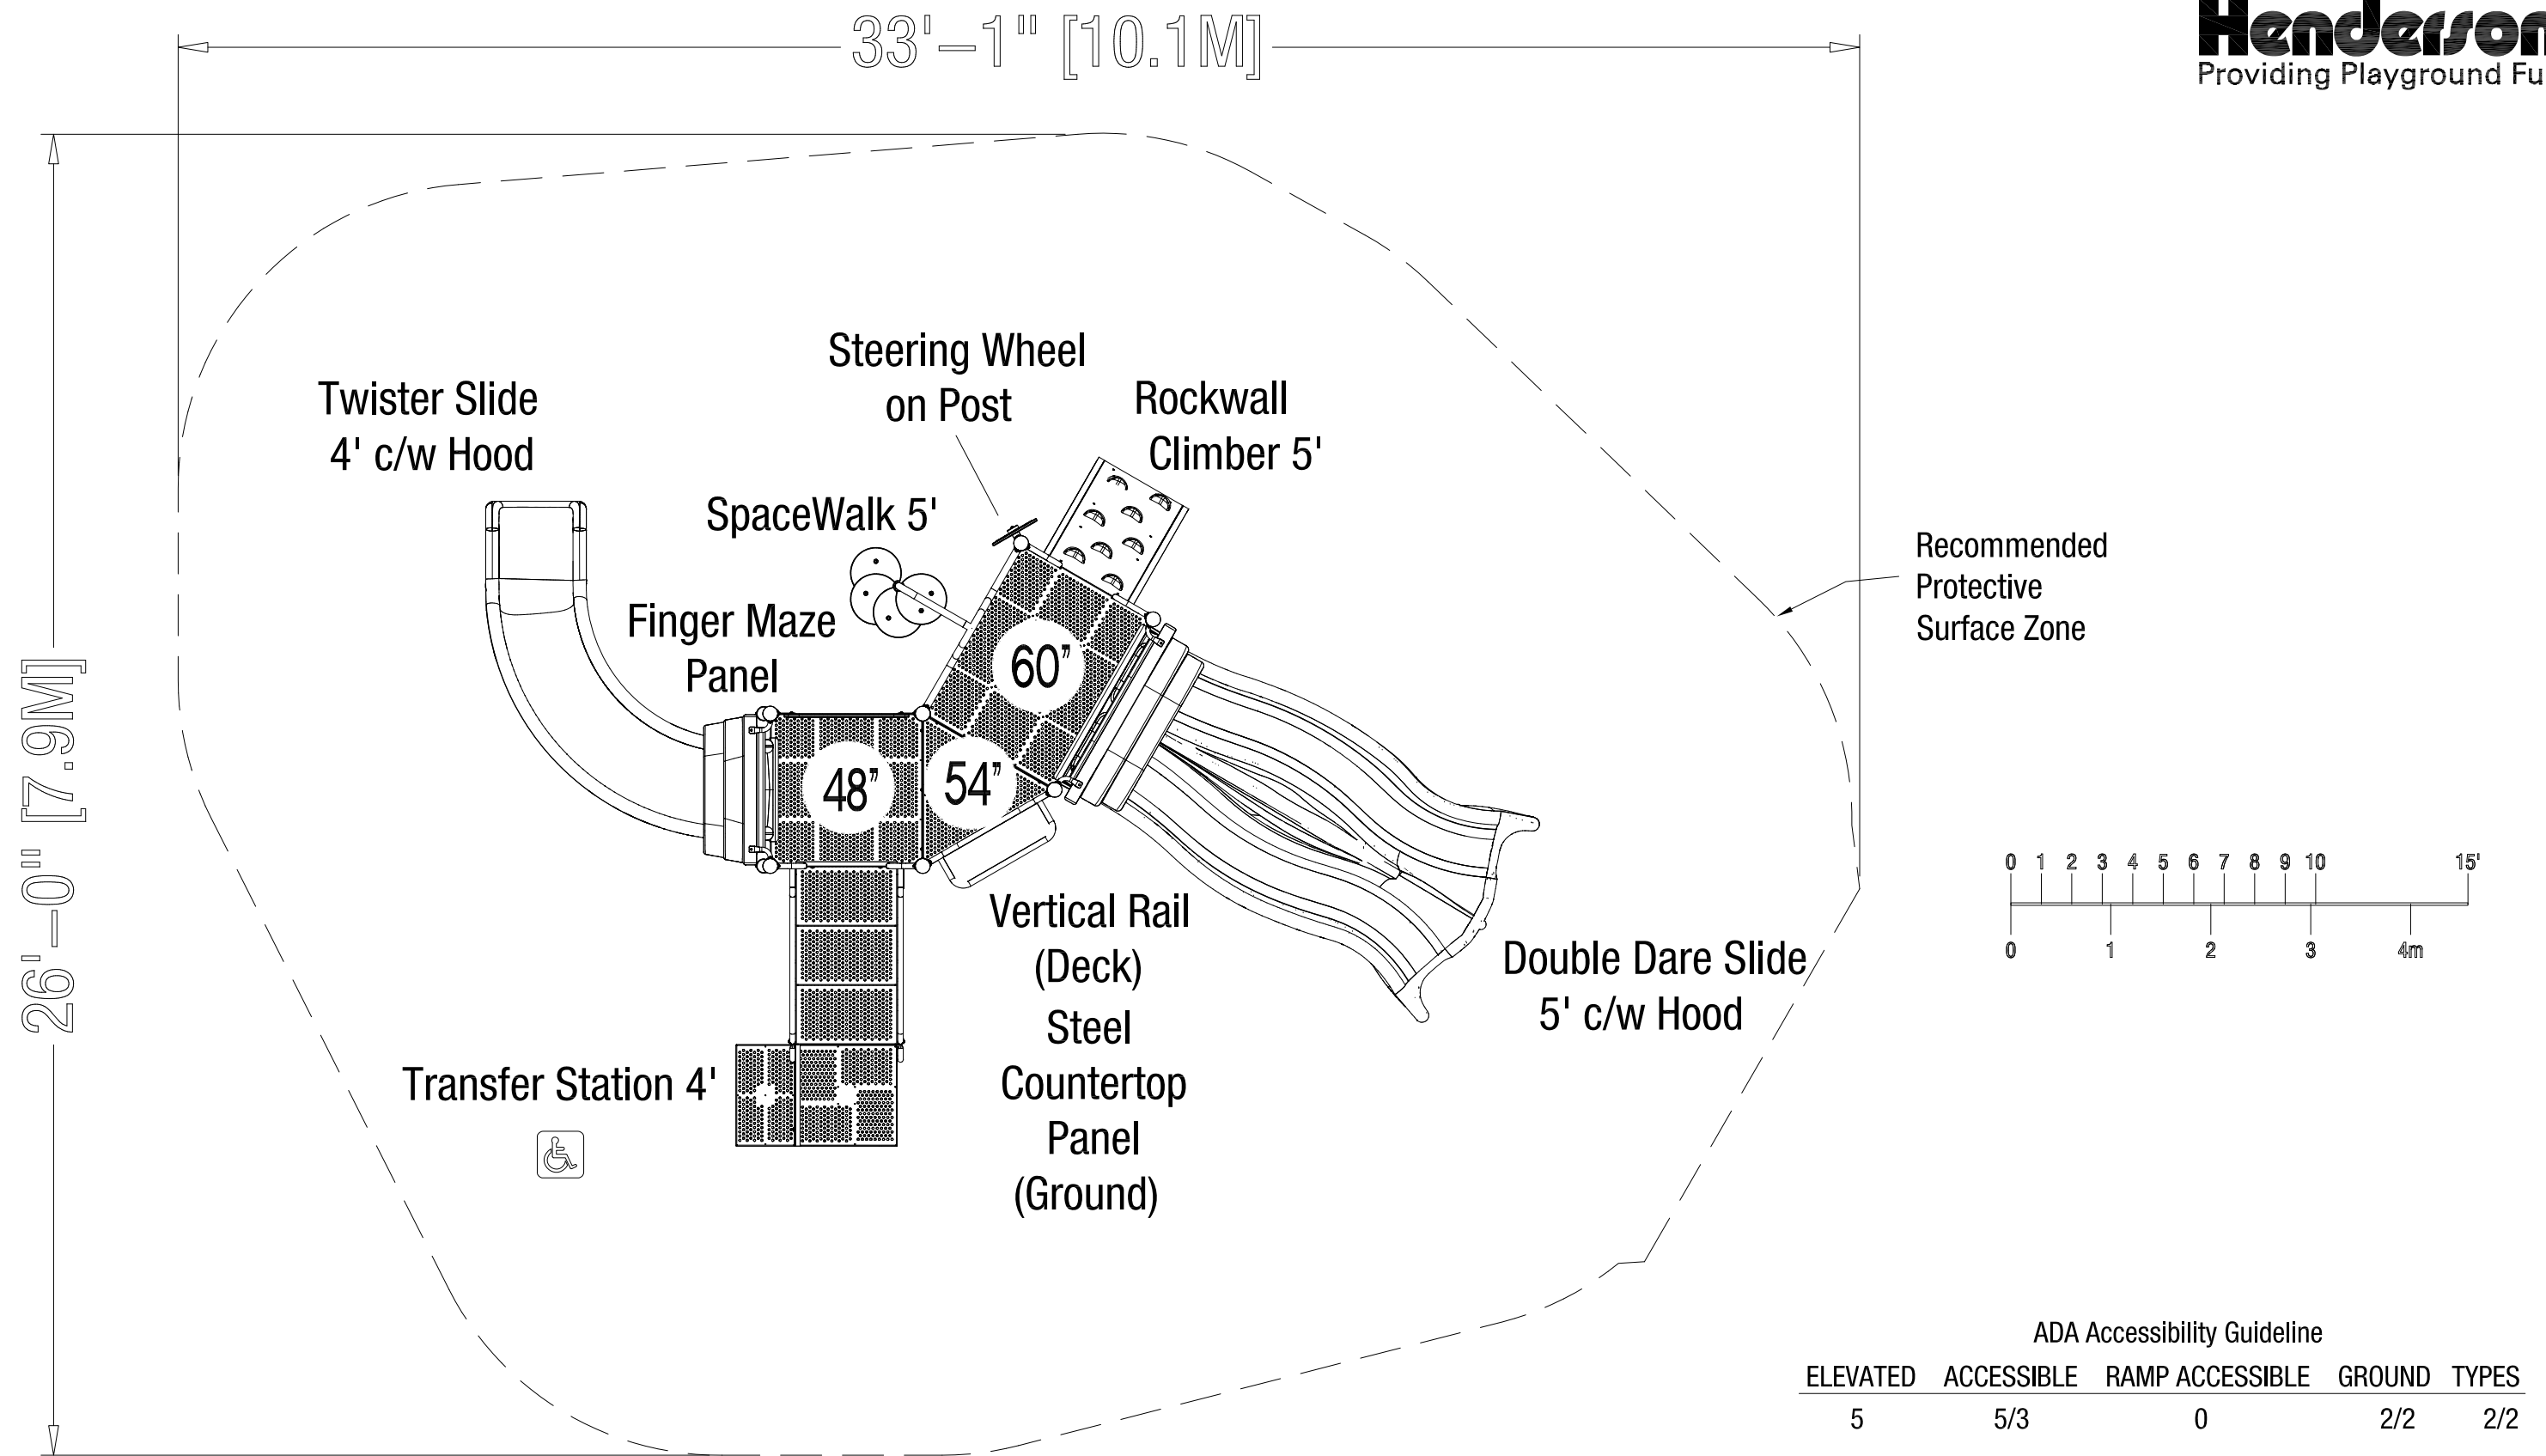 33'–1" [10.1M]
Henderson
Providing Playground Fu
Steering Wheel
on Post
Twister Slide
4' c/w Hood
Rockwall
Climber 5'
SpaceWalk 5'
Recommended
Protective
Surface Zone
Finger Maze
Panel
60"
48"
54"
26'–0" [7.9M]
0 1 2 3 4 5 6 7 8 9 10 15'
0 1 2 3 4m
Vertical Rail
(Deck)
Steel
Countertop
Panel
(Ground)
Double Dare Slide
5' c/w Hood
Transfer Station 4'
ADA Accessibility Guideline
ELEVATED ACCESSIBLE RAMP ACCESSIBLE GROUND TYPES
5 5/3 0 2/2 2/2